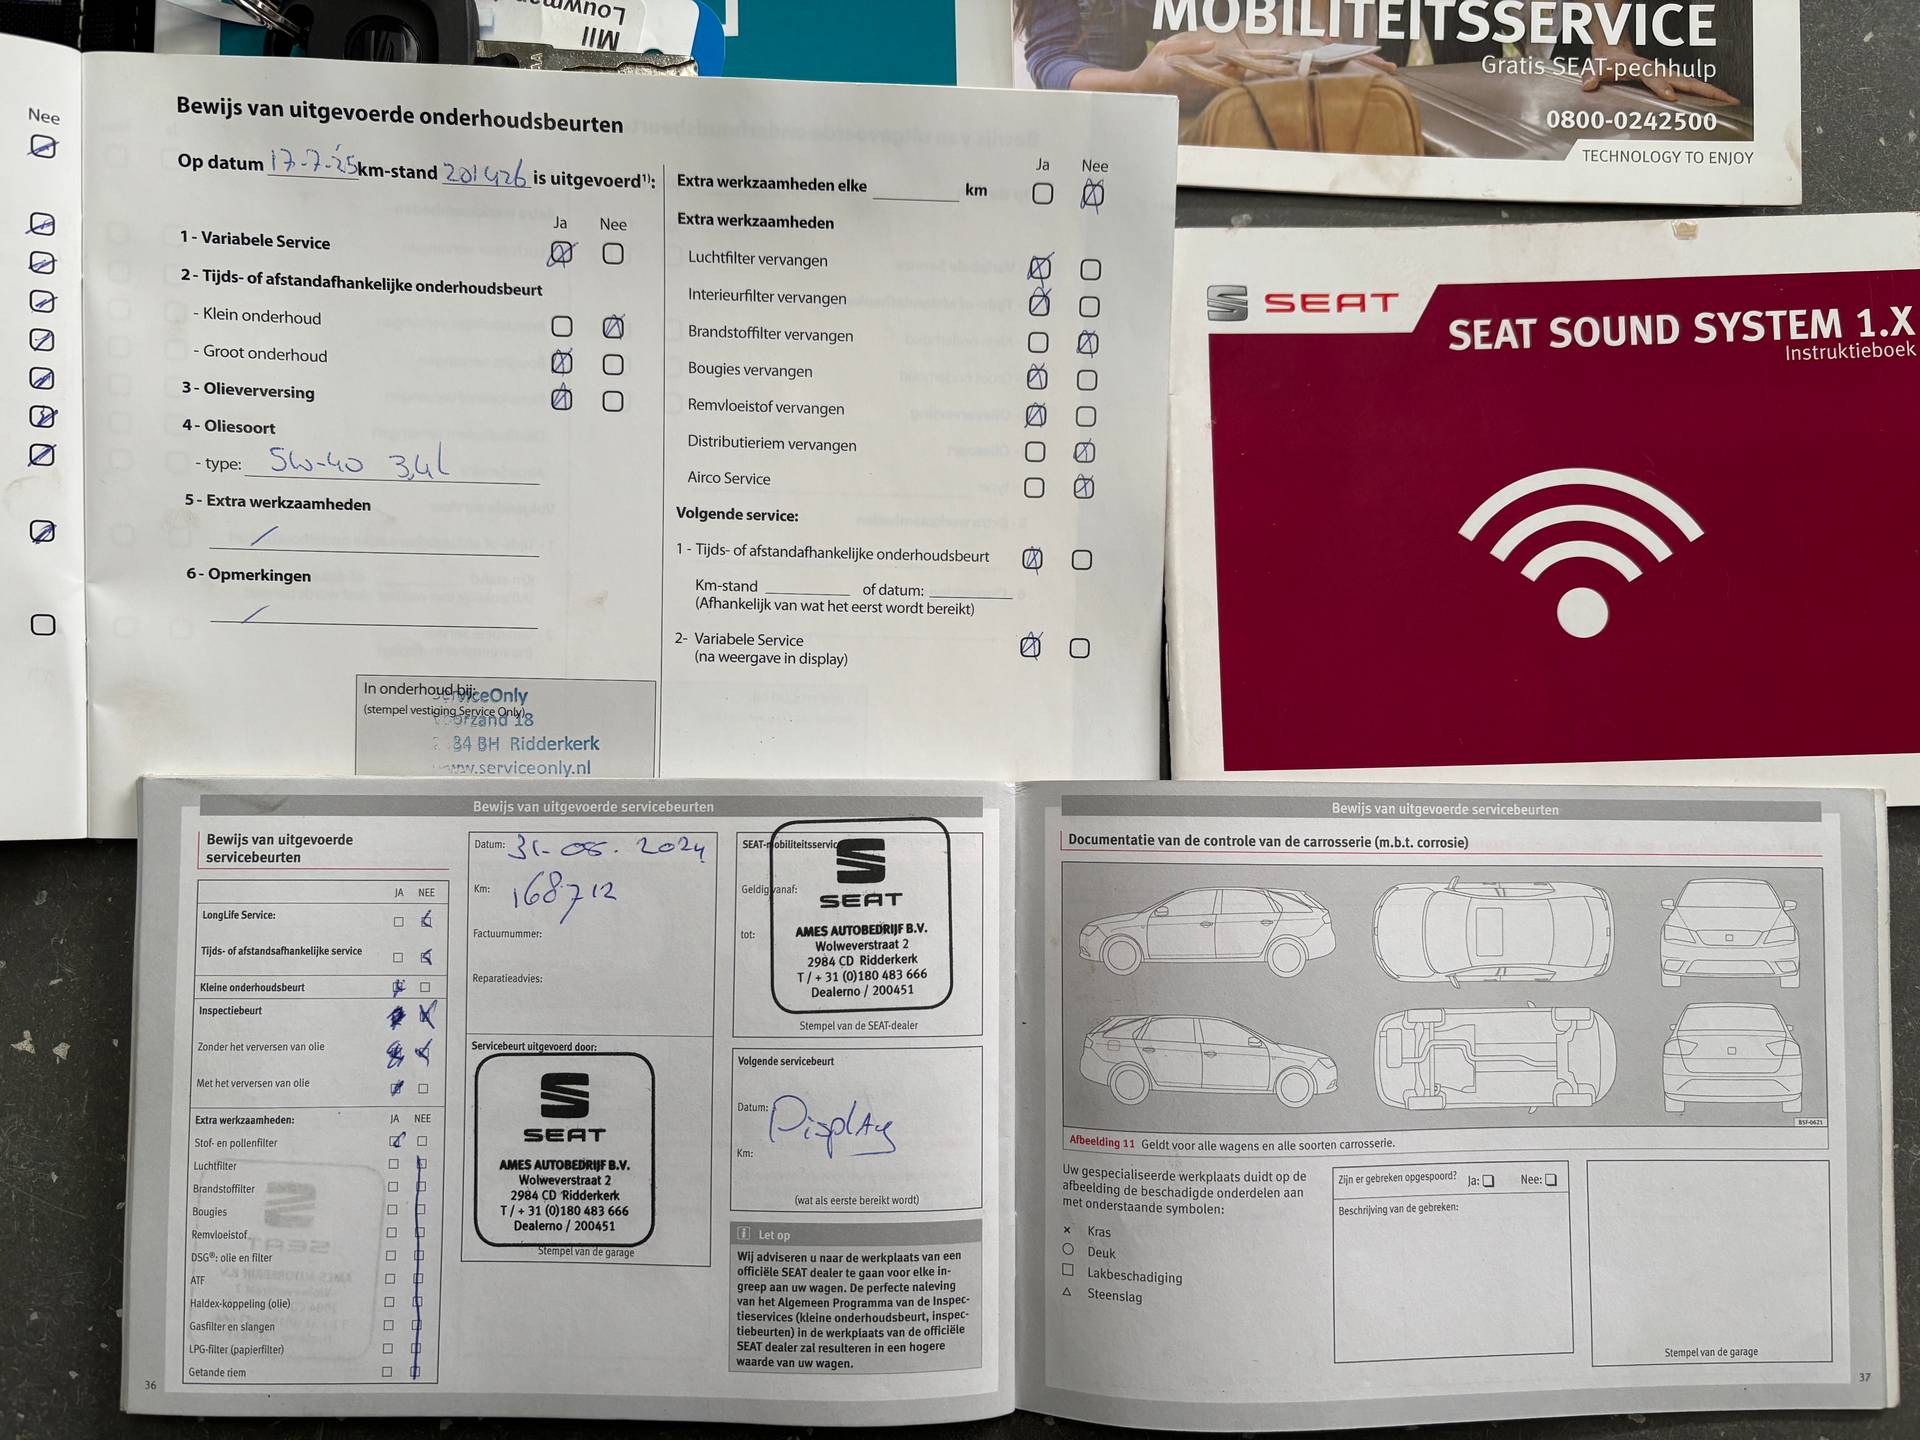 Louwman
MII
MOBILITEITSSERVICE
Gratis SEAT-pechhulp
0800-0242500
TECHNOLOGY TO ENJOY
Nee
Bewijs van uitgevoerde onderhoudsbeurten
Op datum 17-7-25 km-stand 201426 is uitgevoerd¹⁾:
Ja Nee
1 - Variabele Service
2 - Tijds- of afstandafhankelijke onderhoudsbeurt
- Klein onderhoud
- Groot onderhoud
3 - Olieverversing
4 - Oliesoort
- type: 5W-40 3,4L
5 - Extra werkzaamheden
/
6 - Opmerkingen
/
In onderhoud bij:
(stempel vestiging Service Only)
ServiceOnly
Voorzand 18
84 BH Ridderkerk
www.serviceonly.nl
Ja Nee
Extra werkzaamheden elke km
Extra werkzaamheden
Luchtfilter vervangen
Interieurfilter vervangen
Brandstoffilter vervangen
Bougies vervangen
Remvloeistof vervangen
Distributieriem vervangen
Airco Service
Volgende service:
1 - Tijds- of afstandafhankelijke onderhoudsbeurt
Km-stand of datum:
(Afhankelijk van wat het eerst wordt bereikt)
2- Variabele Service
(na weergave in display)
SEAT
SEAT SOUND SYSTEM 1.X
Instruktieboek
Bewijs van uitgevoerde servicebeurten
Bewijs van uitgevoerde
servicebeurten
JA NEE
LongLife Service:
Tijds- of afstandsafhankelijke service
Kleine onderhoudsbeurt
Inspectiebeurt
Zonder het verversen van olie
Met het verversen van olie
Extra werkzaamheden: JA NEE
Stof- en pollenfilter
Luchtfilter
Brandstoffilter
Bougies
Remvloeistof
DSG®: olie en filter
ATF
Haldex-koppeling (olie)
Gasfilter en slangen
LPG-filter (papierfilter)
Getande riem
36
Datum: 31-05.2024
Km: 168712
Factuurnummer:
Reparatieadvies:
Servicebeurt uitgevoerd door:
SEAT
AMES AUTOBEDRIJF B.V.
Wolweverstraat 2
2984 CD Ridderkerk
T / + 31 (0)180 483 666
Dealerno / 200451
Stempel van de garage
SEAT-mobiliteitsservice
Geldig vanaf:
tot:
SEAT
AMES AUTOBEDRIJF B.V.
Wolweverstraat 2
2984 CD Ridderkerk
T / + 31 (0)180 483 666
Dealerno / 200451
Stempel van de SEAT-dealer
Volgende servicebeurt
Datum: Display
Km:
(wat als eerste bereikt wordt)
i Let op
Wij adviseren u naar de werkplaats van een
officiële SEAT dealer te gaan voor elke in-
greep aan uw wagen. De perfecte naleving
van het Algemeen Programma van de Inspec-
tieservices (kleine onderhoudsbeurt, inspec-
tiebeurten) in de werkplaats van de officiële
SEAT dealer zal resulteren in een hogere
waarde van uw wagen.
Bewijs van uitgevoerde servicebeurten
Documentatie van de controle van de carrosserie (m.b.t. corrosie)
BSF-0621
Afbeelding 11 Geldt voor alle wagens en alle soorten carrosserie.
Uw gespecialiseerde werkplaats duidt op de
afbeelding de beschadigde onderdelen aan
met onderstaande symbolen:
× Kras
○ Deuk
□ Lakbeschadiging
△ Steenslag
Zijn er gebreken opgespoord? Ja: Nee:
Beschrijving van de gebreken:
Stempel van de garage
37